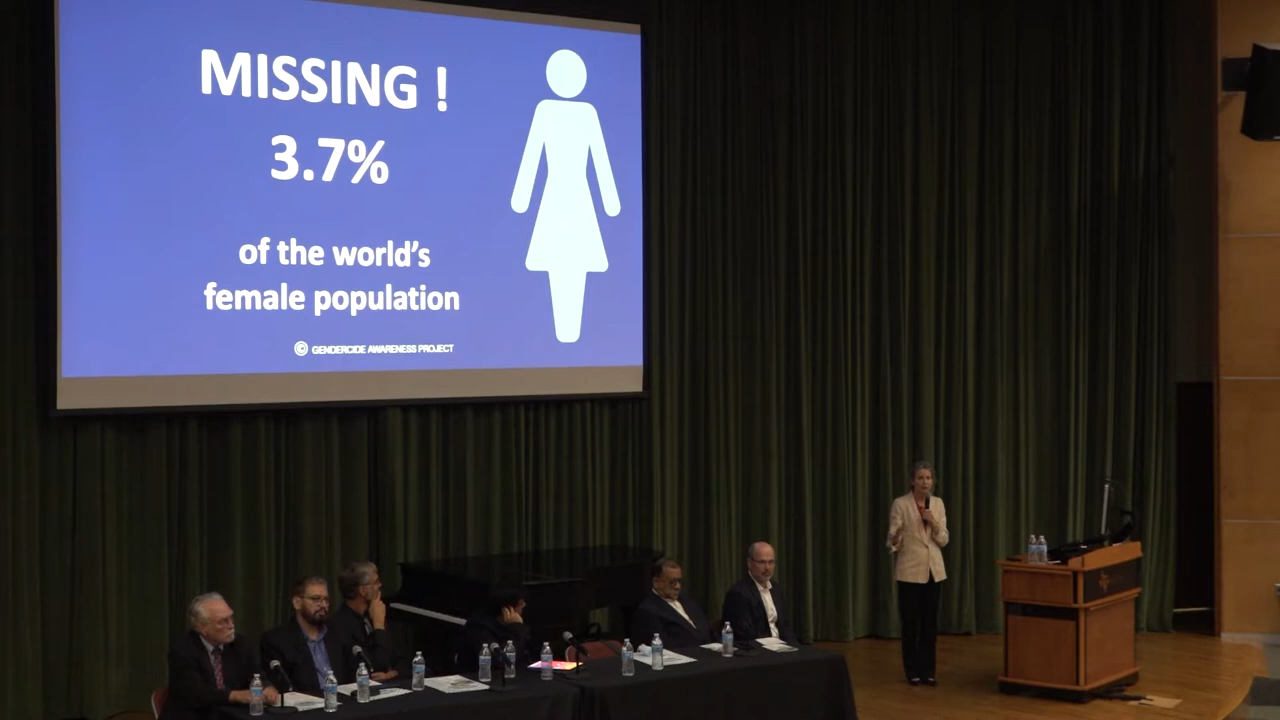 MISSING !
3.7%
of the world's
female population
© GENDERCIDE AWARENESS PROJECT